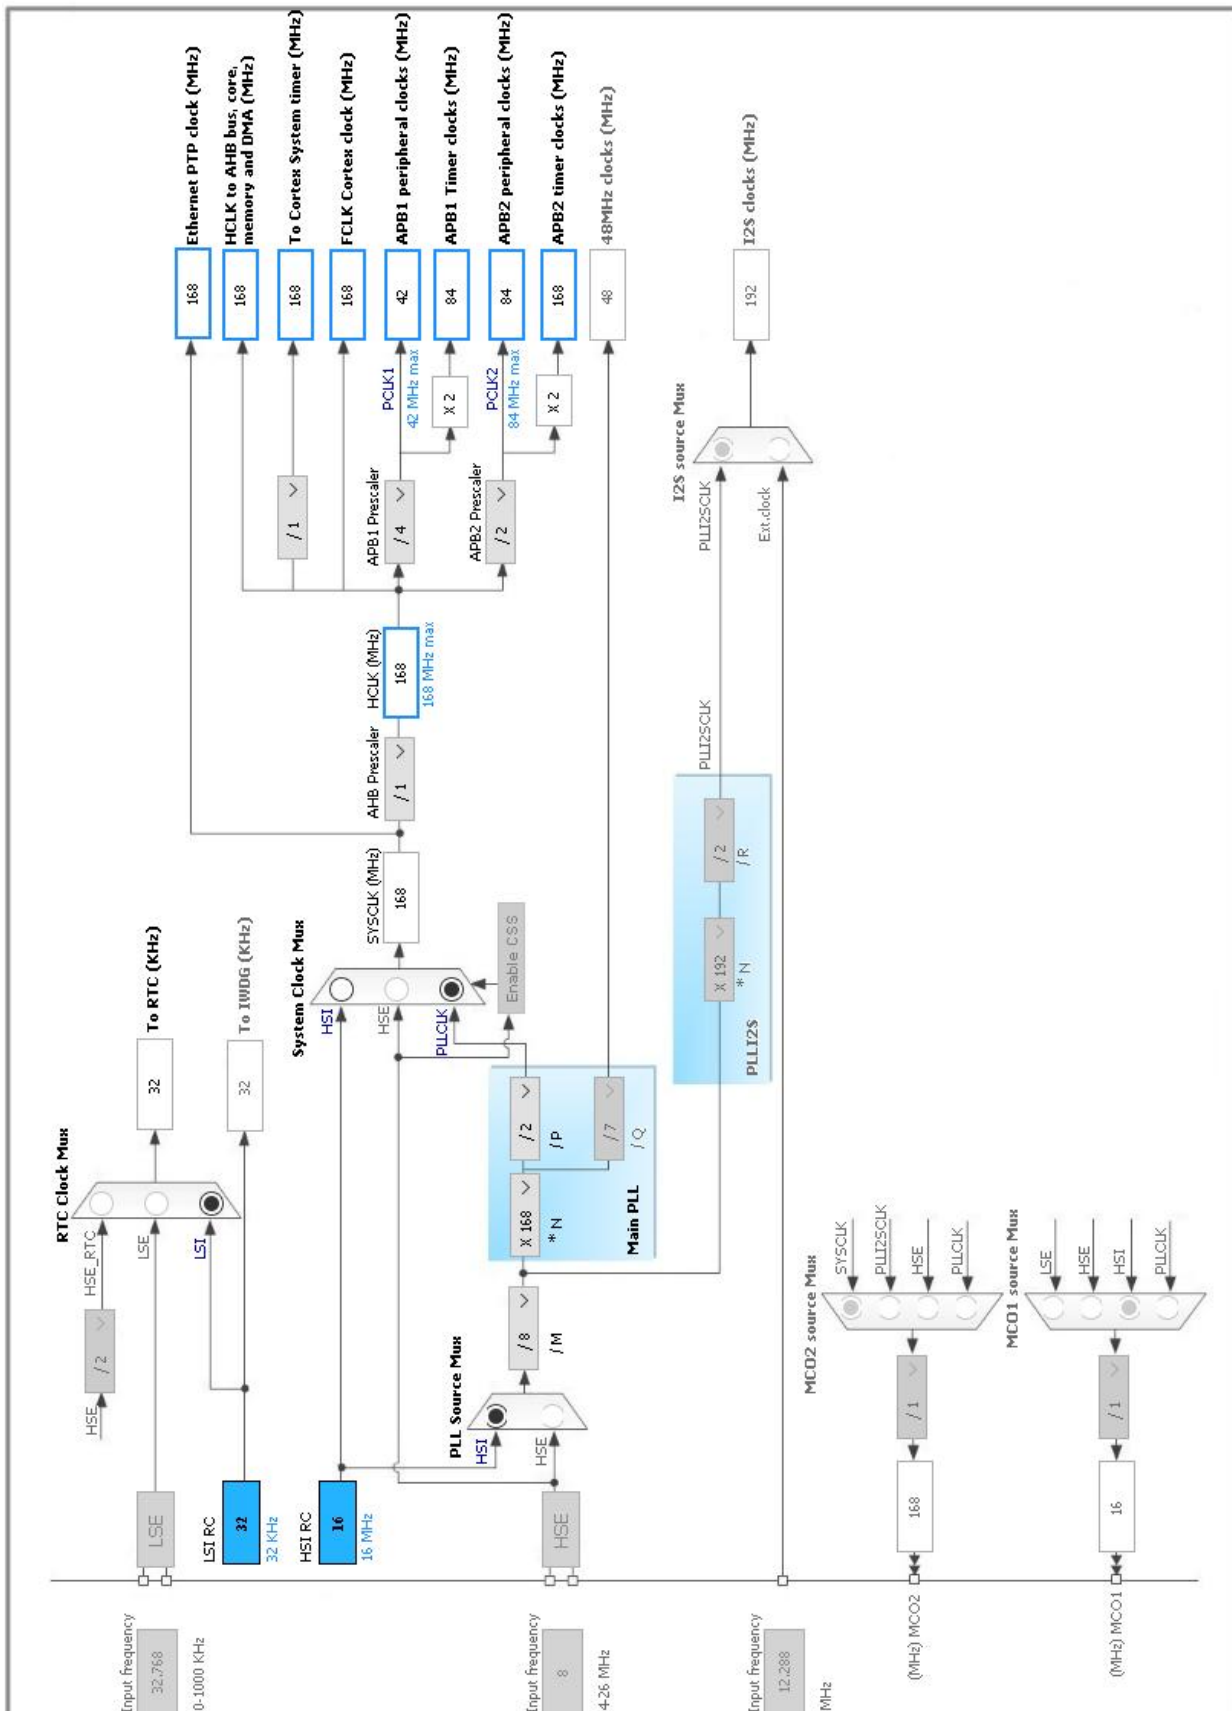 Input frequency
32.768
0-1000 KHz
LSE
HSE
/ 2
HSE_RTC
LSE
LSI
RTC Clock Mux
32
To RTC (KHz)
LSI RC
32
32 KHz
32
To IWDG (KHz)
HSI RC
16
16 MHz
System Clock Mux
HSI
HSE
PLLCLK
Enable CSS
SYSCLK (MHz)
168
AHB Prescaler
/ 1
HCLK (MHz)
168
168 MHz max
168
Ethernet PTP clock (MHz)
168
HCLK to AHB bus, core,
memory and DMA (MHz)
/ 1
168
To Cortex System timer (MHz)
168
FCLK Cortex clock (MHz)
APB1 Prescaler
/ 4
PCLK1
42 MHz max
42
APB1 peripheral clocks (MHz)
X 2
84
APB1 Timer clocks (MHz)
APB2 Prescaler
/ 2
PCLK2
84 MHz max
84
APB2 peripheral clocks (MHz)
X 2
168
APB2 timer clocks (MHz)
48
48MHz clocks (MHz)
Input frequency
8
4-26 MHz
HSE
PLL Source Mux
HSI
HSE
/ 8
/ M
X 168
* N
/ 2
/ P
/ 7
/ Q
Main PLL
X 192
* N
/ 2
/ R
PLLI2S
PLLI2SCLK
PLLI2SCLK
Ext.clock
I2S source Mux
192
I2S clocks (MHz)
Input frequency
12.288
MHz
MCO2 source Mux
SYSCLK
PLLI2SCLK
HSE
PLLCLK
/ 1
168
(MHz) MCO2
MCO1 source Mux
LSE
HSE
HSI
PLLCLK
/ 1
16
(MHz) MCO1